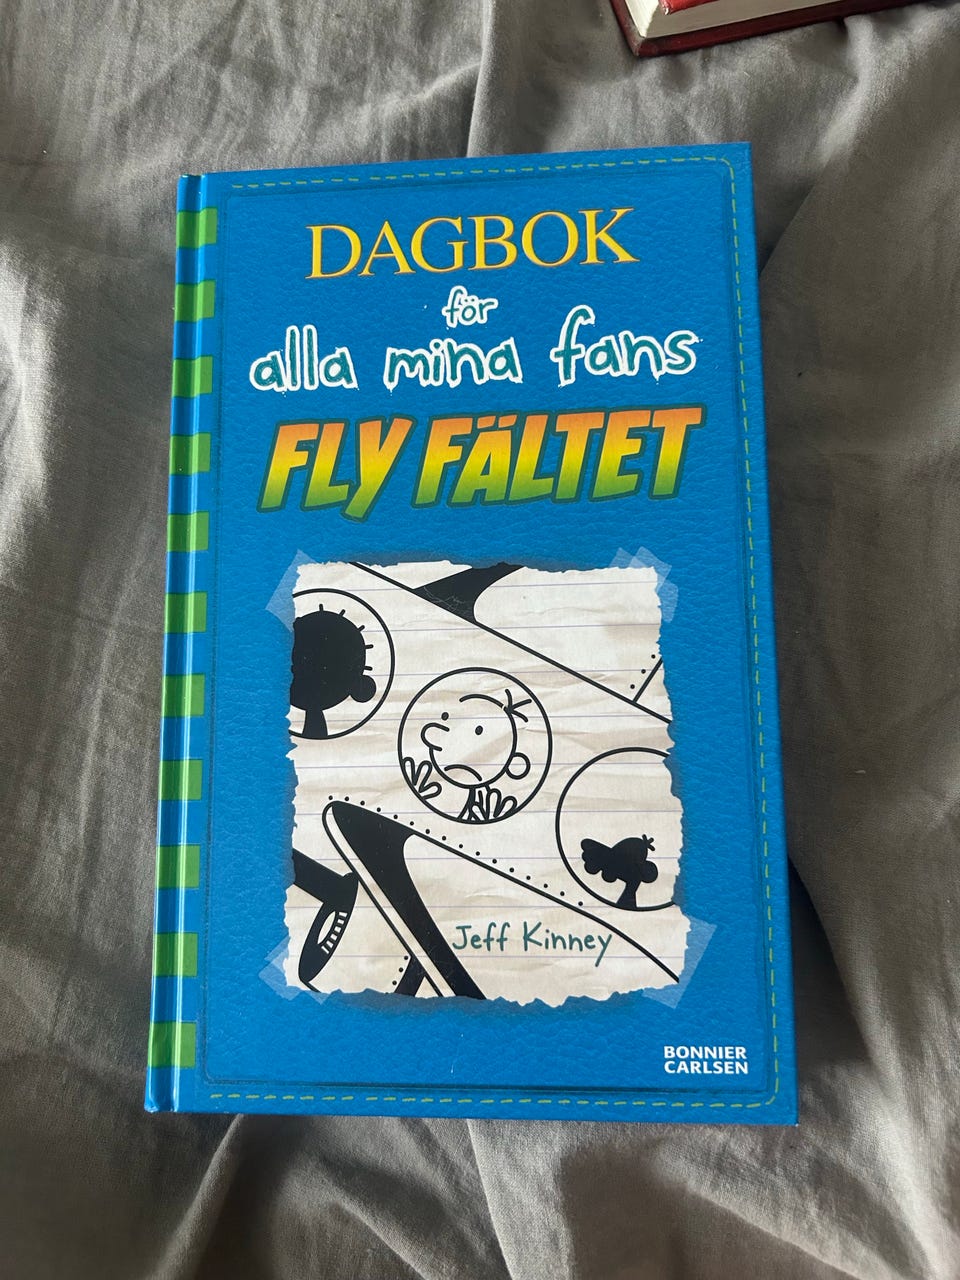 DAGBOK
för
alla mina fans
FLY FÄLTET
Jeff Kinney
BONNIER
CARLSEN